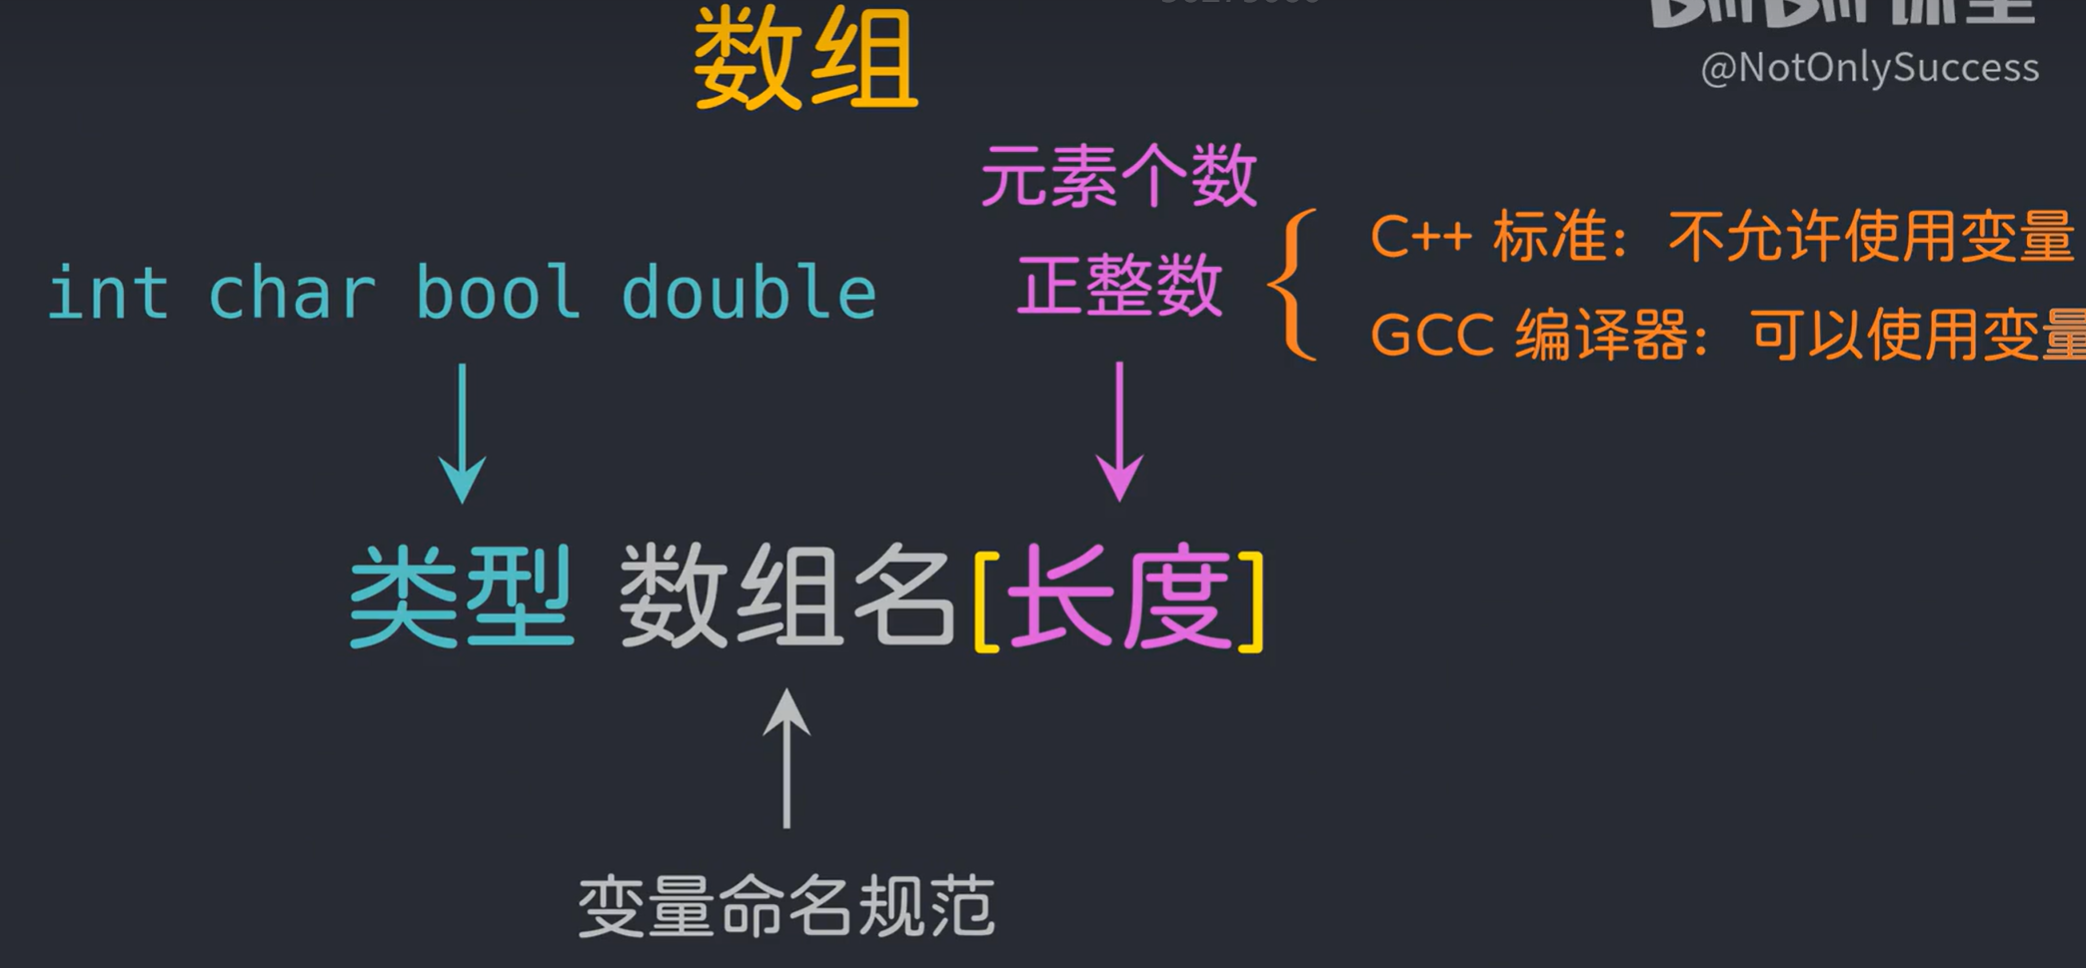 数组
@NotOnlySuccess
元素个数
int char bool double
正整数
C++ 标准：不允许使用变量
GCC 编译器：可以使用变量
类型 数组名[长度]
变量命名规范